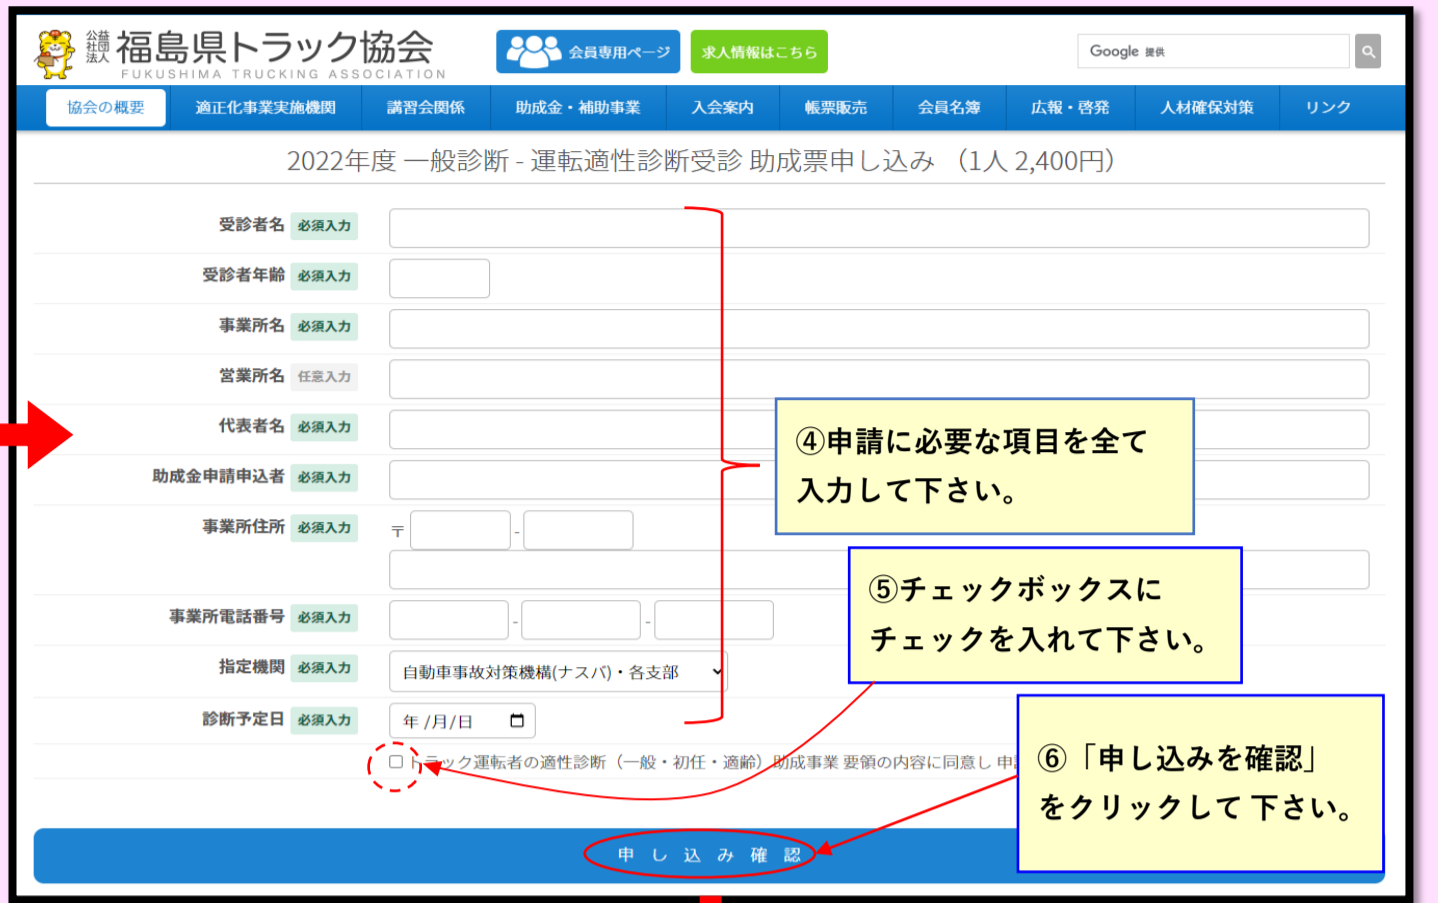 公益社団法人 福島県トラック協会
FUKUSHIMA TRUCKING ASSOCIATION
会員専用ページ
求人情報はこちら
Google 提供
協会の概要 適正化事業実施機関 講習会関係 助成金・補助事業 入会案内 帳票販売 会員名簿 広報・啓発 人材確保対策 リンク
2022年度 一般診断 - 運転適性診断受診 助成票申し込み （1人 2,400円）
受診者名 必須入力
受診者年齢 必須入力
事業所名 必須入力
営業所名 任意入力
代表者名 必須入力
助成金申請申込者 必須入力
事業所住所 必須入力 〒 -
事業所電話番号 必須入力 - -
指定機関 必須入力 自動車事故対策機構(ナスバ)・各支部
診断予定日 必須入力 年 /月/日
トラック運転者の適性診断（一般・初任・適齢）助成事業 要領の内容に同意し 申
申し込み確認
④申請に必要な項目を全て
入力して下さい。
⑤チェックボックスに
チェックを入れて下さい。
⑥「申し込みを確認」
をクリックして 下さい。